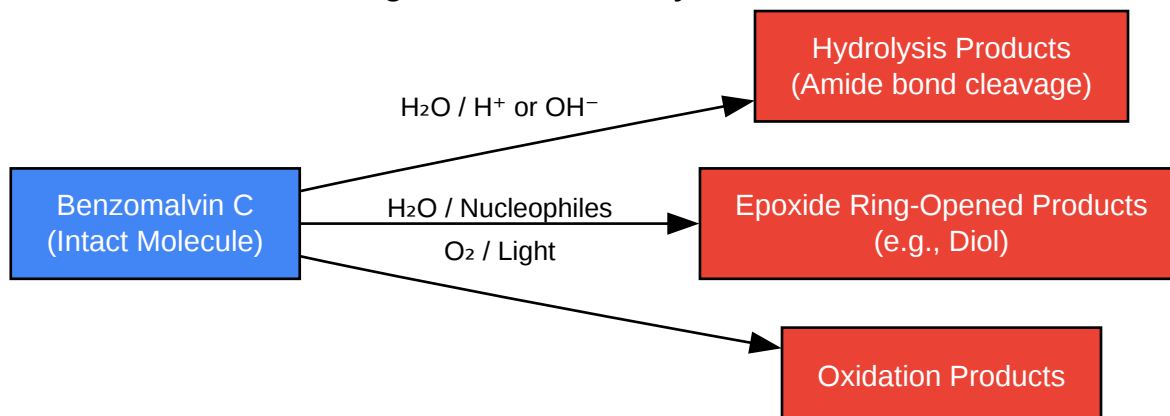 Hydrolysis Products
(Amide bond cleavage)
H₂O / H⁺ or OH⁻
Benzomalvin C
(Intact Molecule)
H₂O / Nucleophiles
Epoxide Ring-Opened Products
(e.g., Diol)
O₂ / Light
Oxidation Products